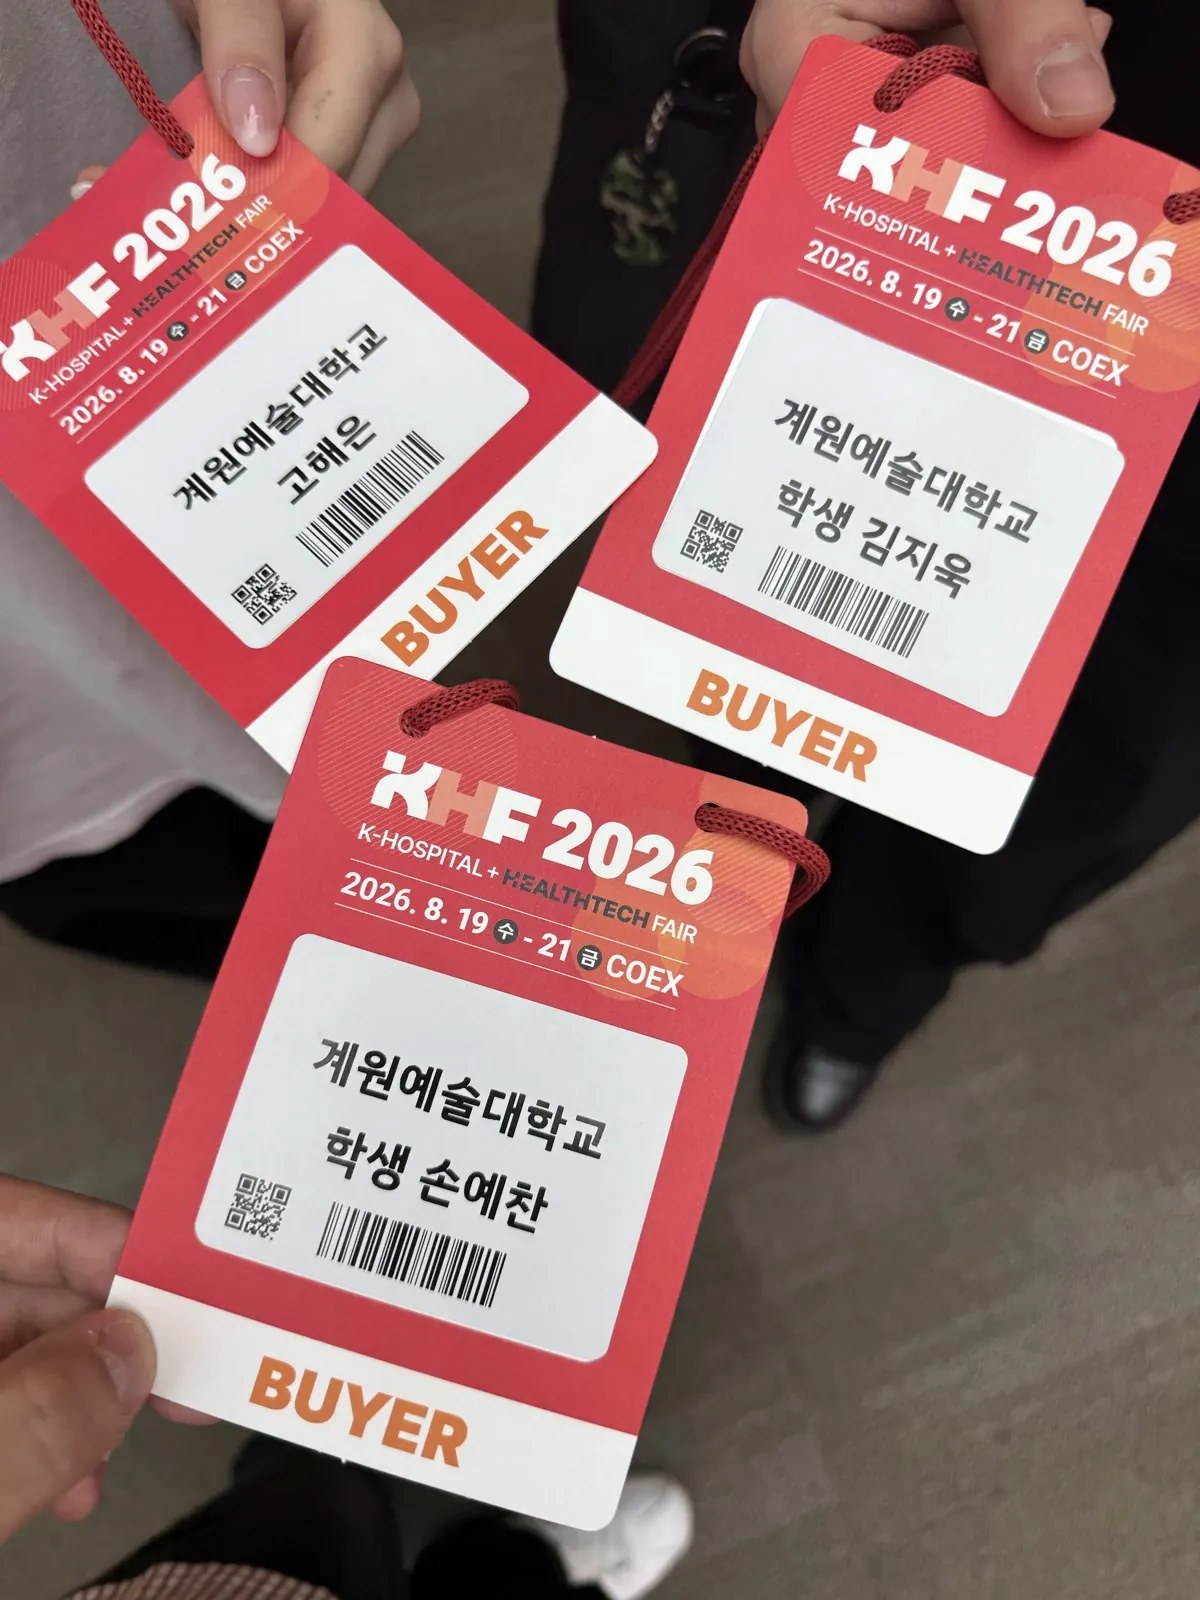 KHF 2026
K-HOSPITAL + HEALTHTECH FAIR
2026. 8. 19 수 - 21 금 COEX
계원예술대학교
고해은
BUYER
KHF 2026
K-HOSPITAL + HEALTHTECH FAIR
2026. 8. 19 수 - 21 금 COEX
계원예술대학교
학생 김지욱
BUYER
KHF 2026
K-HOSPITAL + HEALTHTECH FAIR
2026. 8. 19 수 - 21 금 COEX
계원예술대학교
학생 손예찬
BUYER